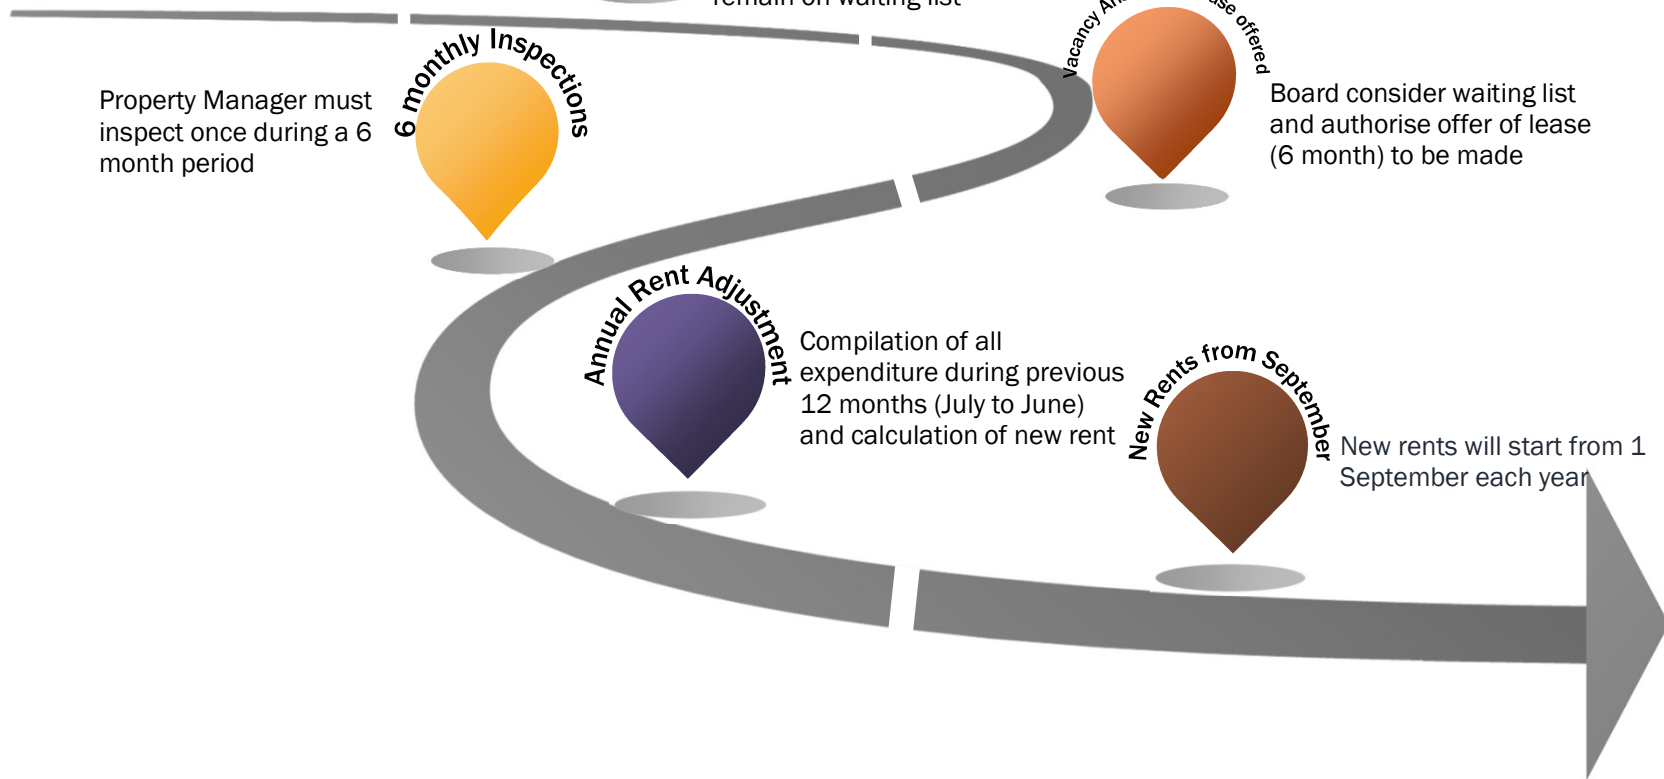 remain on waiting list
Vacancy
offered
Board consider waiting list
and authorise offer of lease
(6 month) to be made
6 monthly Inspections
Property Manager must
inspect once during a 6
month period
Annual Rent Adjustment
Compilation of all
expenditure during previous
12 months (July to June)
and calculation of new rent
New Rents from September
New rents will start from 1
September each year